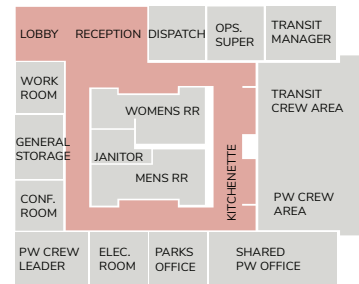 LOBBY
RECEPTION
DISPATCH
OPS.
SUPER
TRANSIT
MANAGER
WORK
ROOM
WOMENS RR
TRANSIT
CREW AREA
GENERAL
STORAGE
JANITOR
MENS RR
KITCHENETTE
CONF.
ROOM
PW CREW
AREA
PW CREW
LEADER
ELEC.
ROOM
PARKS
OFFICE
SHARED
PW OFFICE